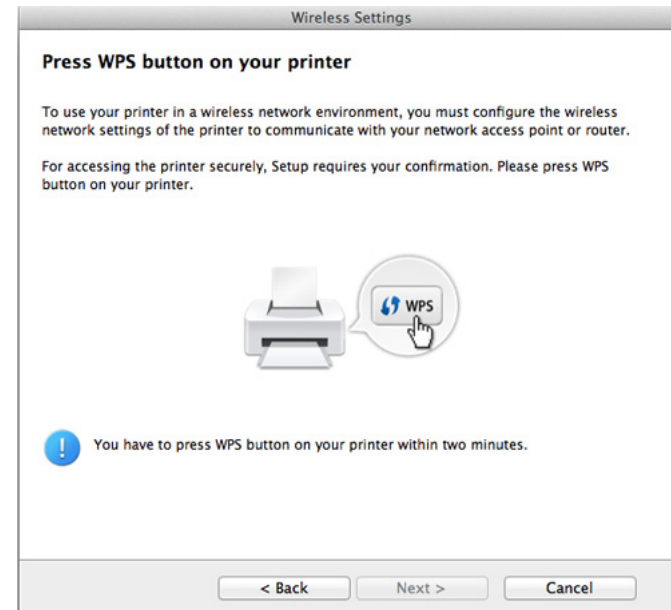 Wireless Settings
Press WPS button on your printer
To use your printer in a wireless network environment, you must configure the wireless
network settings of the printer to communicate with your network access point or router.
For accessing the printer securely, Setup requires your confirmation. Please press WPS
button on your printer.
WPS
You have to press WPS button on your printer within two minutes.
< Back
Next >
Cancel